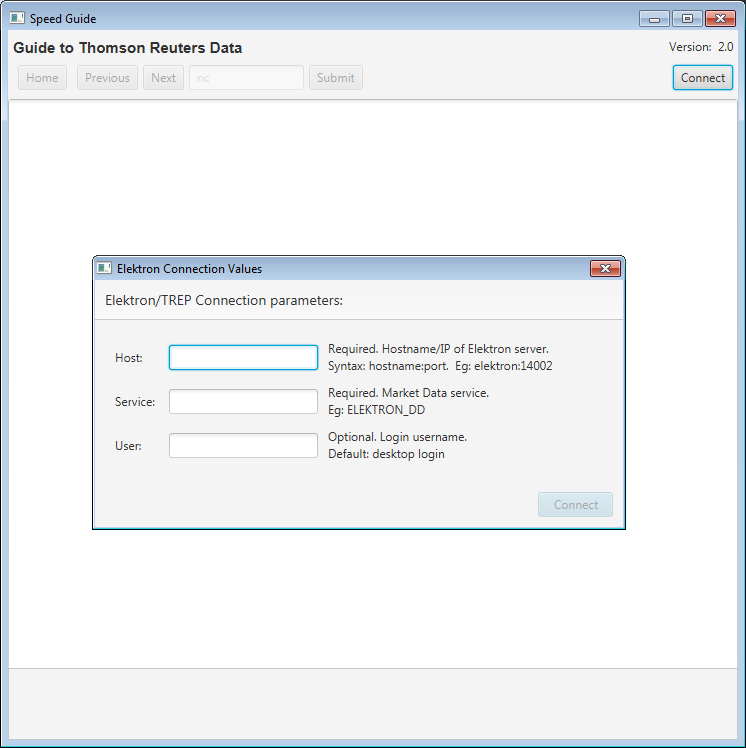 Speed Guide
Guide to Thomson Reuters Data
Version: 2.0
Home Previous Next ric Submit Connect
Elektron Connection Values
Elektron/TREP Connection parameters:
Host:
Required. Hostname/IP of Elektron server.
Syntax: hostname:port. Eg: elektron:14002
Service:
Required. Market Data service.
Eg: ELEKTRON_DD
User:
Optional. Login username.
Default: desktop login
Connect